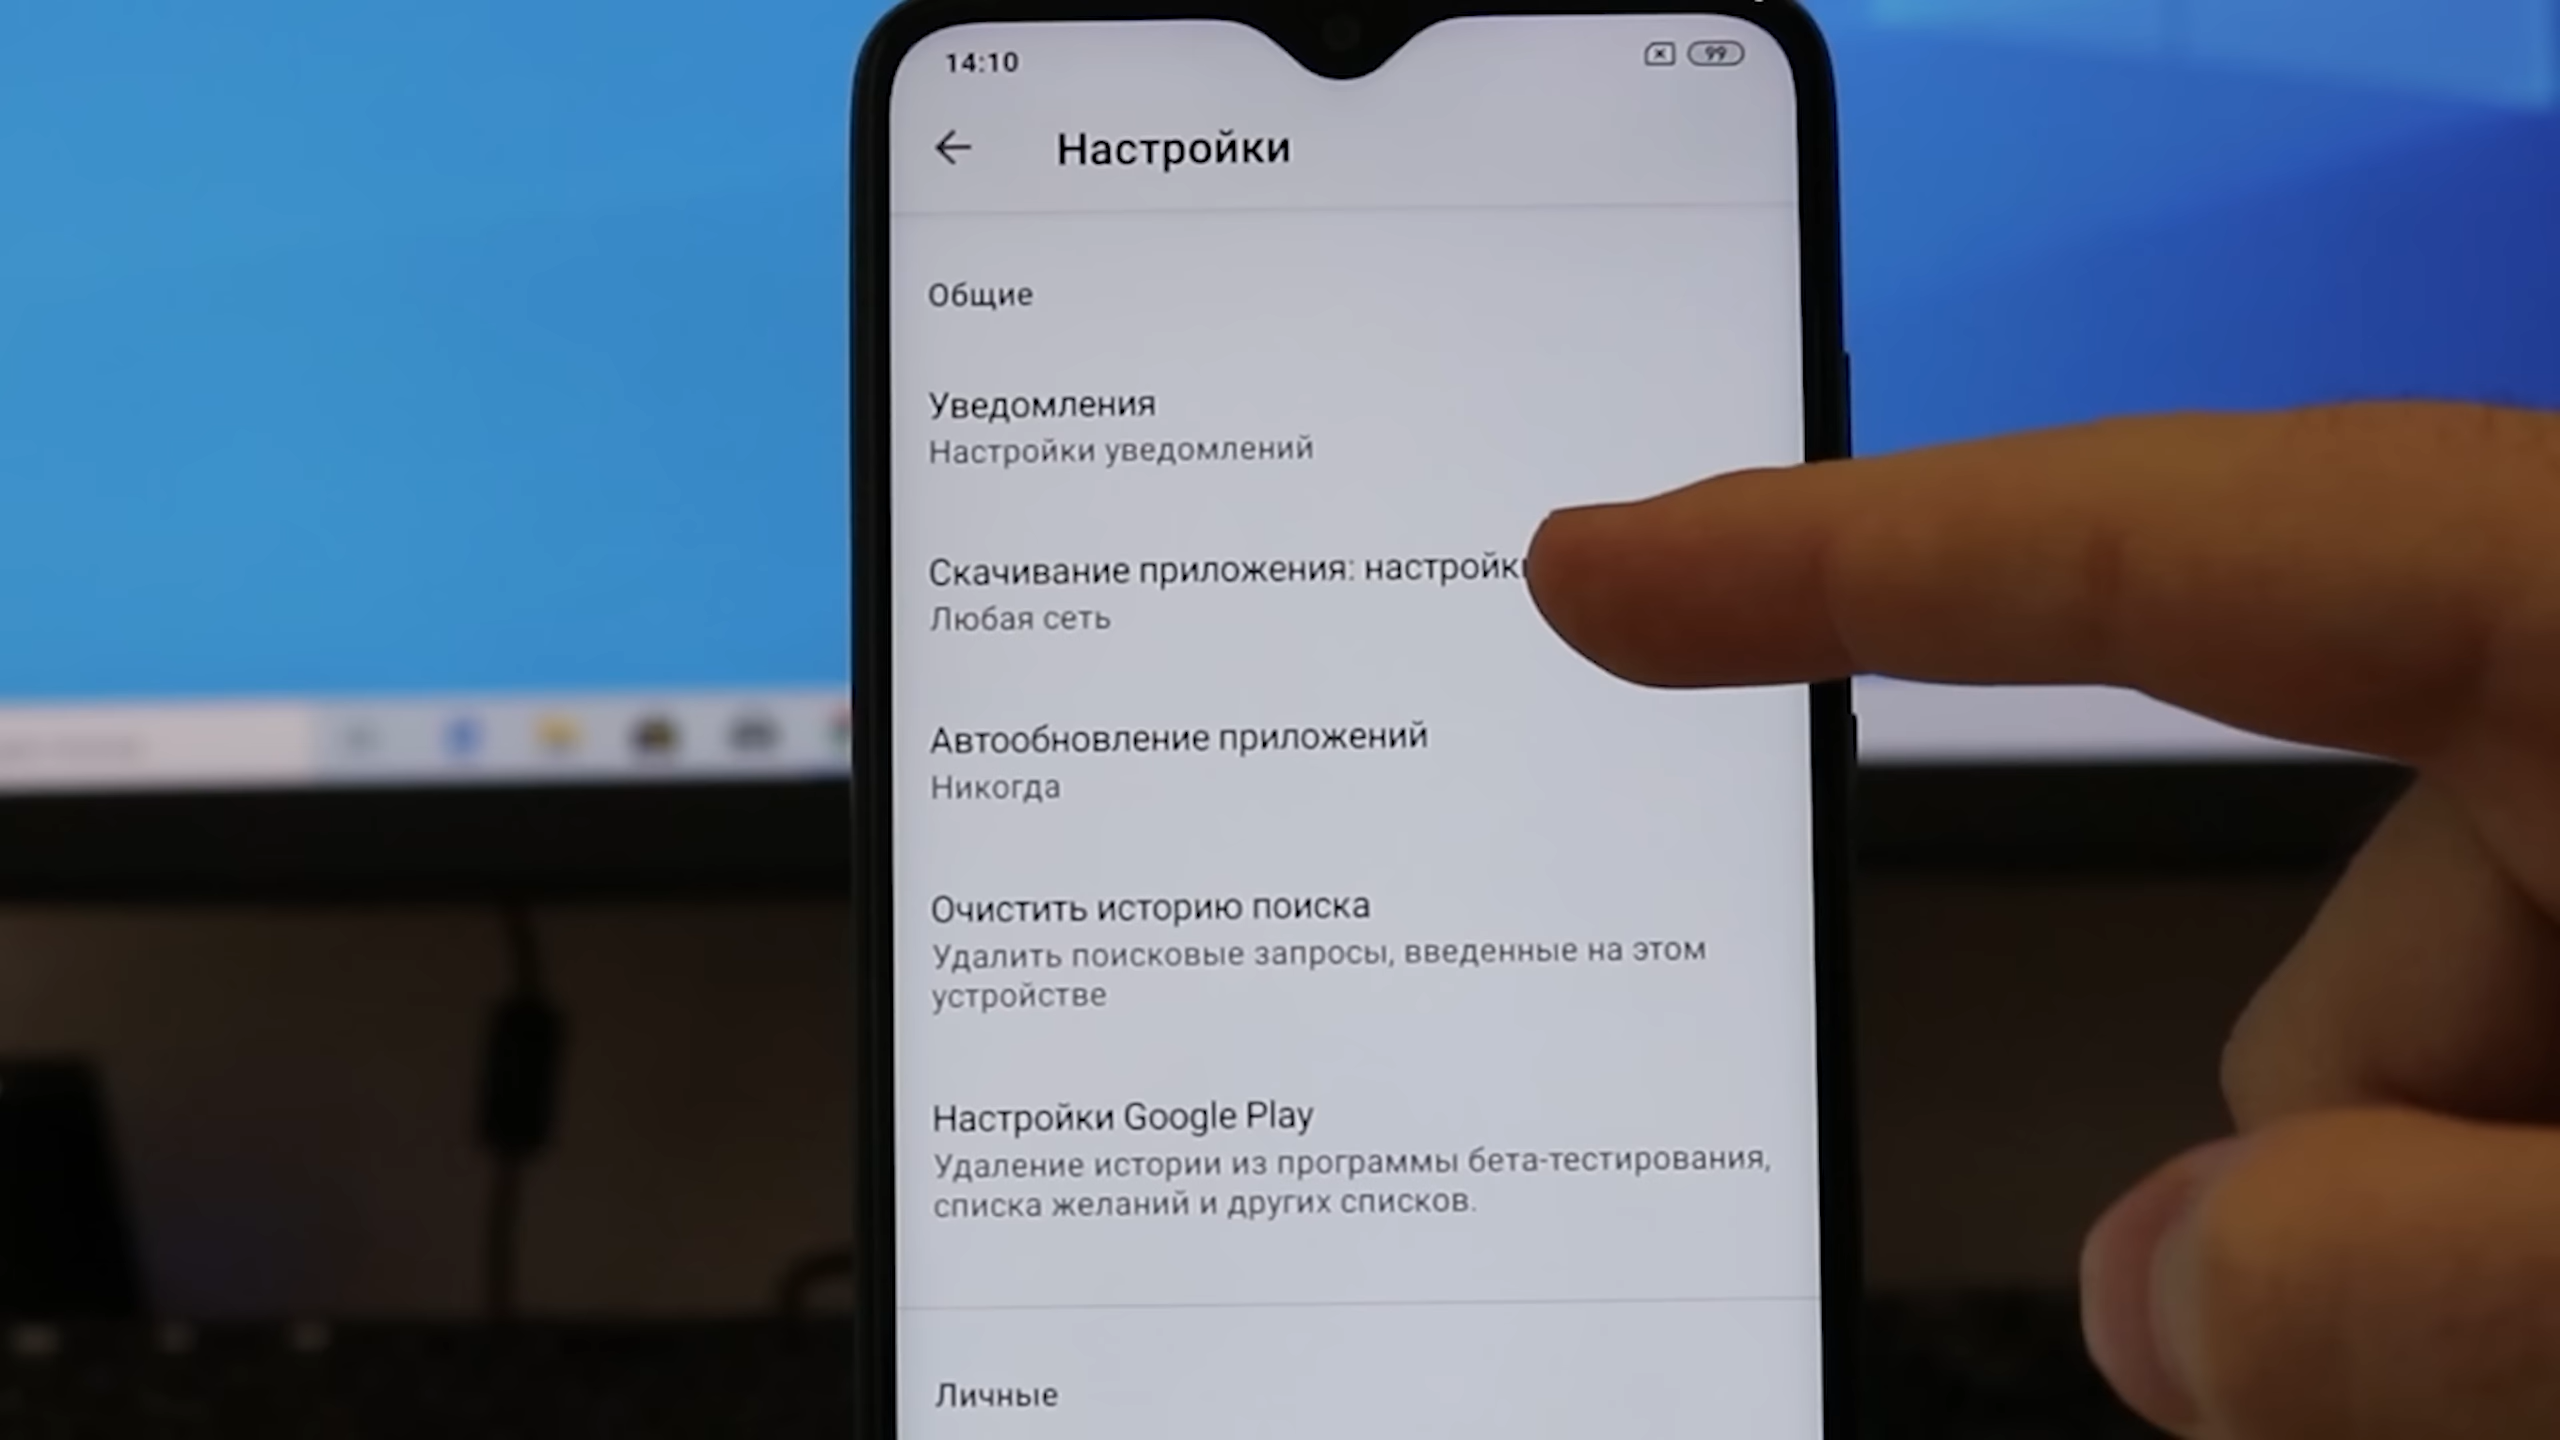 14:10
99
Настройки
Общие
Уведомления
Настройки уведомлений
Скачивание приложения: настройк
Любая сеть
Автообновление приложений
Никогда
Очистить историю поиска
Удалить поисковые запросы, введенные на этом
устройстве
Настройки Google Play
Удаление истории из программы бета-тестирования,
списка желаний и других списков.
Личные